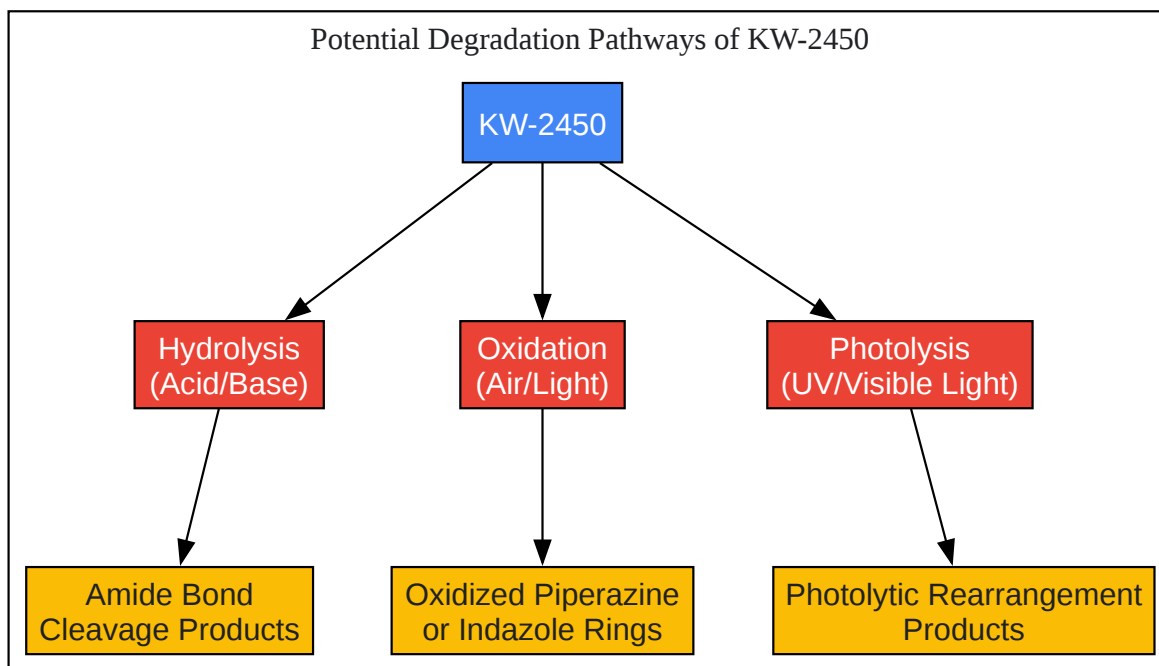 Potential Degradation Pathways of KW-2450
KW-2450
Hydrolysis
(Acid/Base)
Oxidation
(Air/Light)
Photolysis
(UV/Visible Light)
Amide Bond
Cleavage Products
Oxidized Piperazine
or Indazole Rings
Photolytic Rearrangement
Products